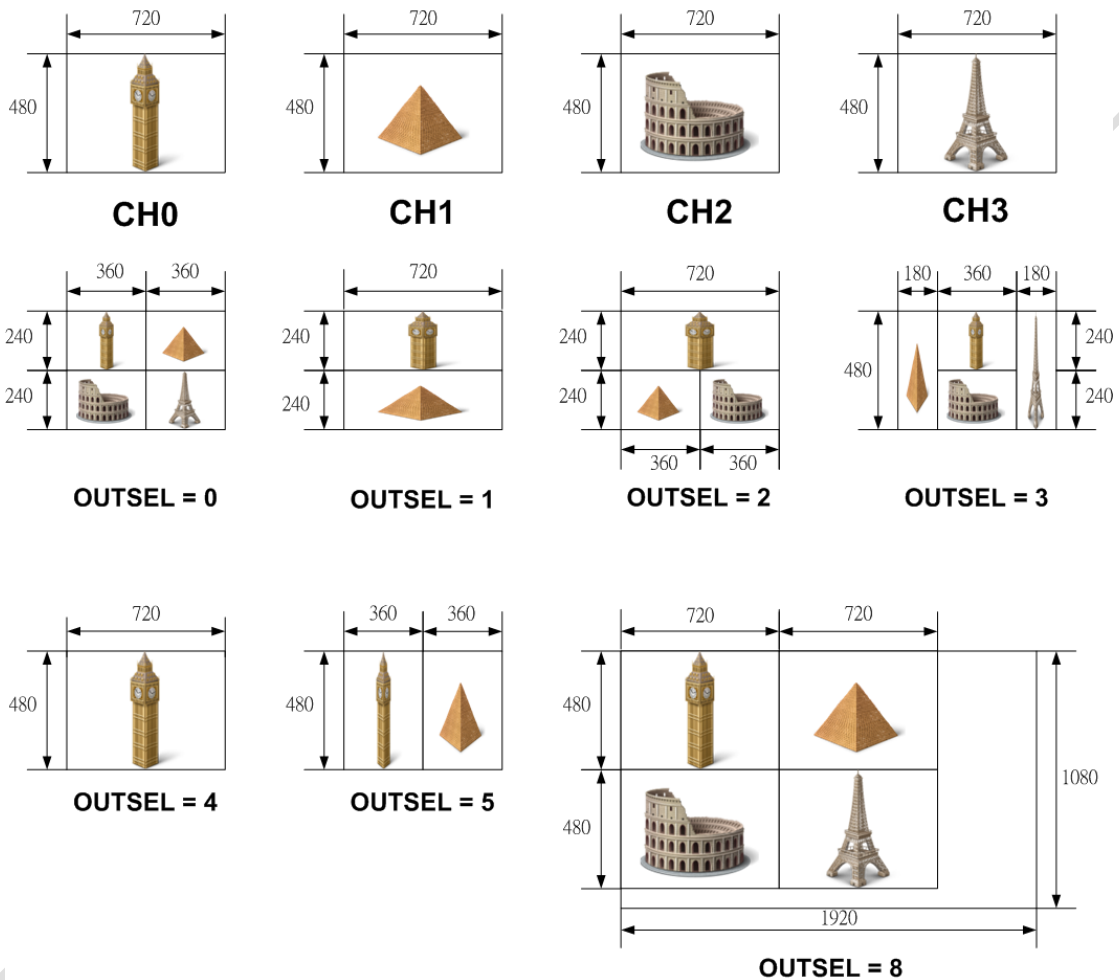 720 720 720 720
480 480 480 480
CH0 CH1 CH2 CH3
360 360 720 720 180 360 180
240 240 240 480 240
240 240 240 240
360 360
OUTSEL = 0 OUTSEL = 1 OUTSEL = 2 OUTSEL = 3
720 360 360 720 720
480 480 480
1080
OUTSEL = 4 OUTSEL = 5
480
1920
OUTSEL = 8